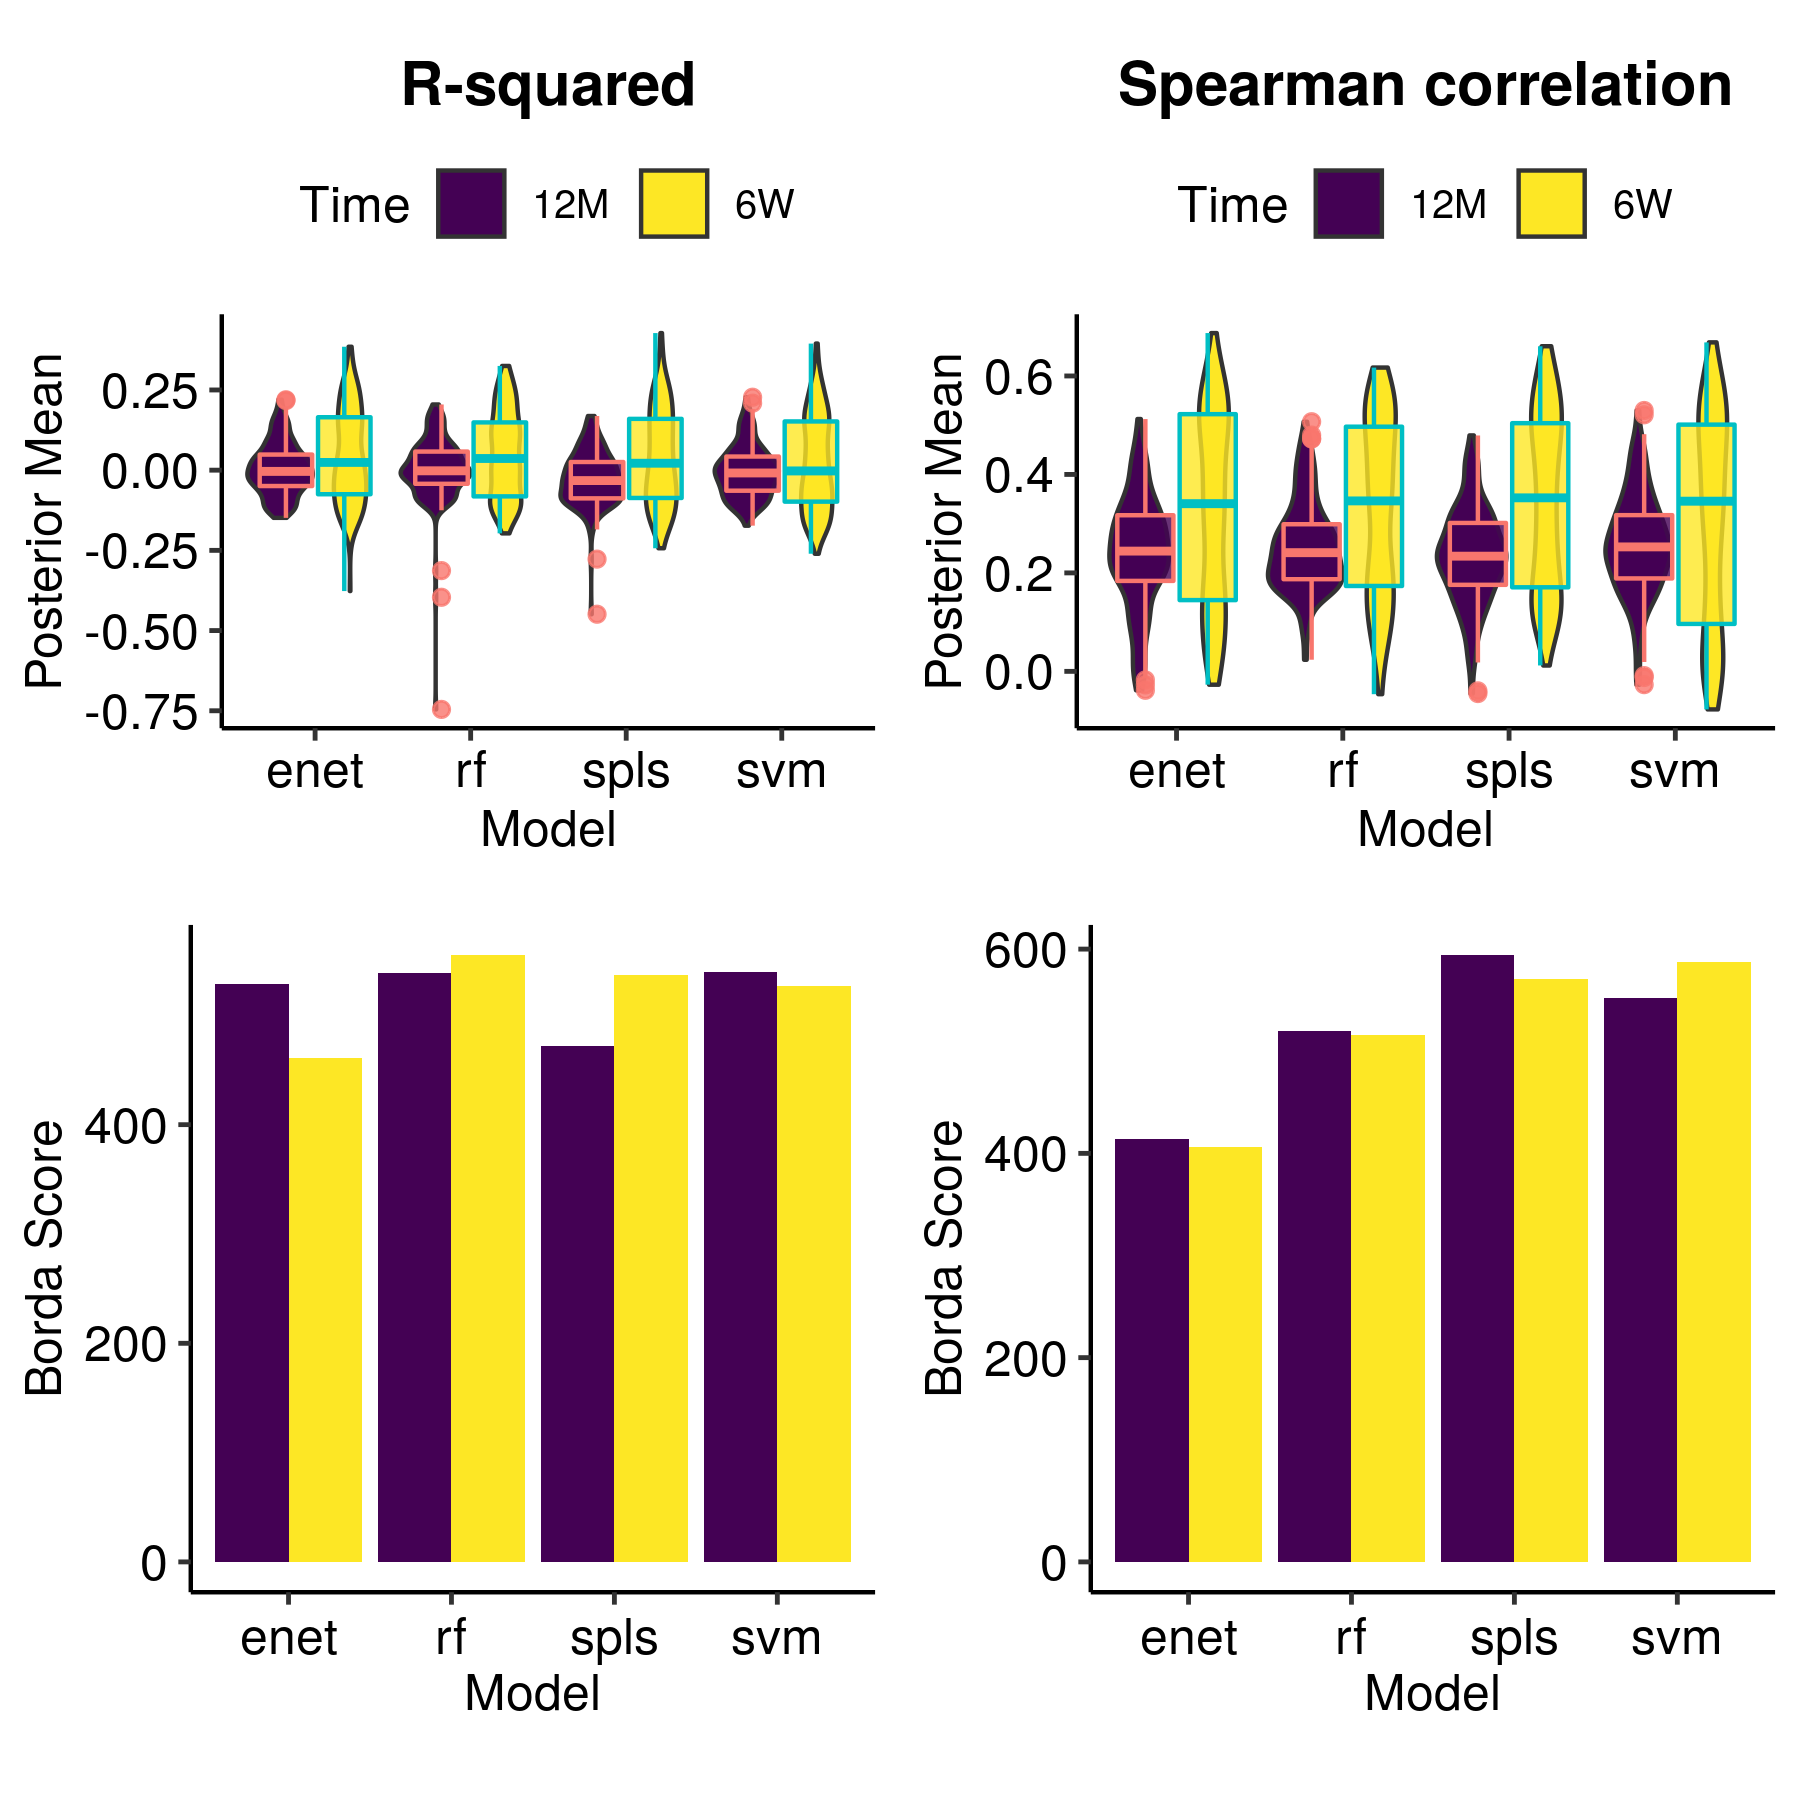 R-squared
Time 12M 6W
Posterior Mean
0.25
0.00
-0.25
-0.50
-0.75
enet rf spls svm
Model
Spearman correlation
Time 12M 6W
Posterior Mean
0.6
0.4
0.2
0.0
enet rf spls svm
Model
Borda Score
400
200
0
enet rf spls svm
Model
Borda Score
600
400
200
0
enet rf spls svm
Model